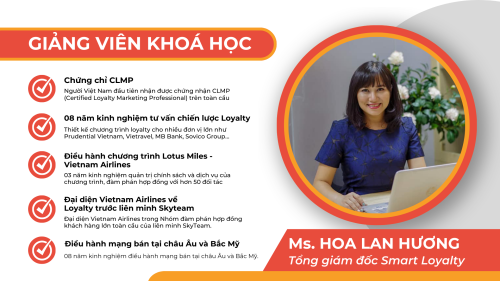 GIẢNG VIÊN KHOÁ HỌC
Chứng chỉ CLMP
Người Việt Nam đầu tiên nhận được chứng nhận CLMP
(Certified Loyalty Marketing Professional) trên toàn cầu
08 năm kinh nghiệm tư vấn chiến lược Loyalty
Thiết kế chương trình loyalty cho nhiều đơn vị lớn như
Prudential Vietnam, Vietravel, MB Bank, Sovico Group...
Điều hành chương trình Lotus Miles -
Vietnam Airlines
03 năm kinh nghiệm quản trị chính sách và dịch vụ của
chương trình, đàm phán hợp đồng với hơn 50 đối tác
Đại diện Vietnam Airlines về
Loyalty trước liên minh Skyteam
Đại diện Vietnam Airlines trong Nhóm đàm phán hợp đồng
khách hàng lớn toàn cầu của liên minh SkyTeam.
Điều hành mạng bán tại châu Âu và Bắc Mỹ
08 năm kinh nghiệm điều hành mạng bán tại châu Âu và Bắc Mỹ.
Ms. HOA LAN HƯƠNG
Tổng giám đốc Smart Loyalty